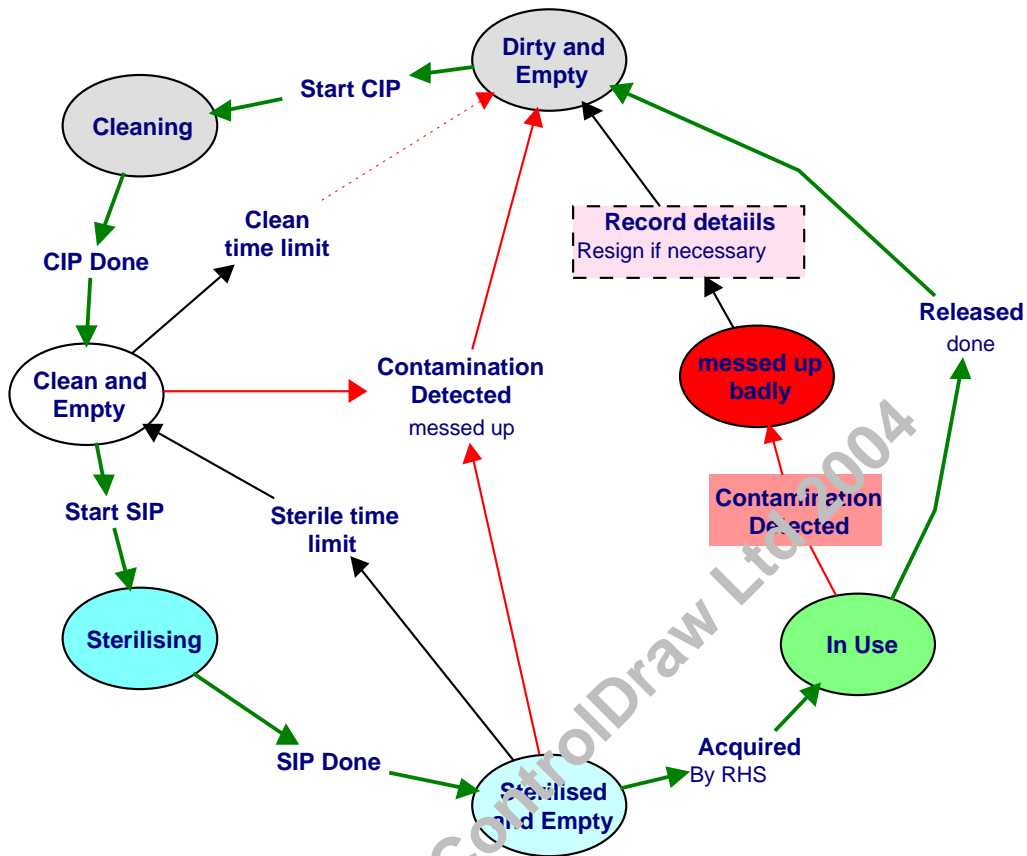 Dirty and
Empty
Start CIP
Cleaning
Clean
time limit
Record detaiils
Resign if necessary
CIP Done
Released
done
Contamination
Detected
messed up
messed up
badly
Clean and
Empty
Start SIP
Sterile time
limit
Contamination
Detected
Sterilising
In Use
SIP Done
Acquired
By RHS
Sterilised
and Empty
ControlDraw Ltd 2004